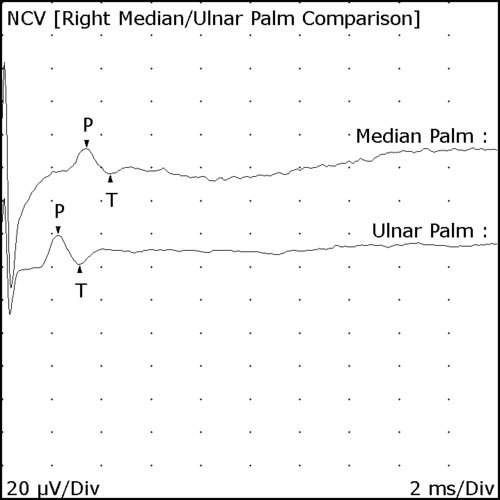 NCV [Right Median/Ulnar Palm Comparison]
P
Median Palm :
T
P
Ulnar Palm :
T
20 µV/Div
2 ms/Div